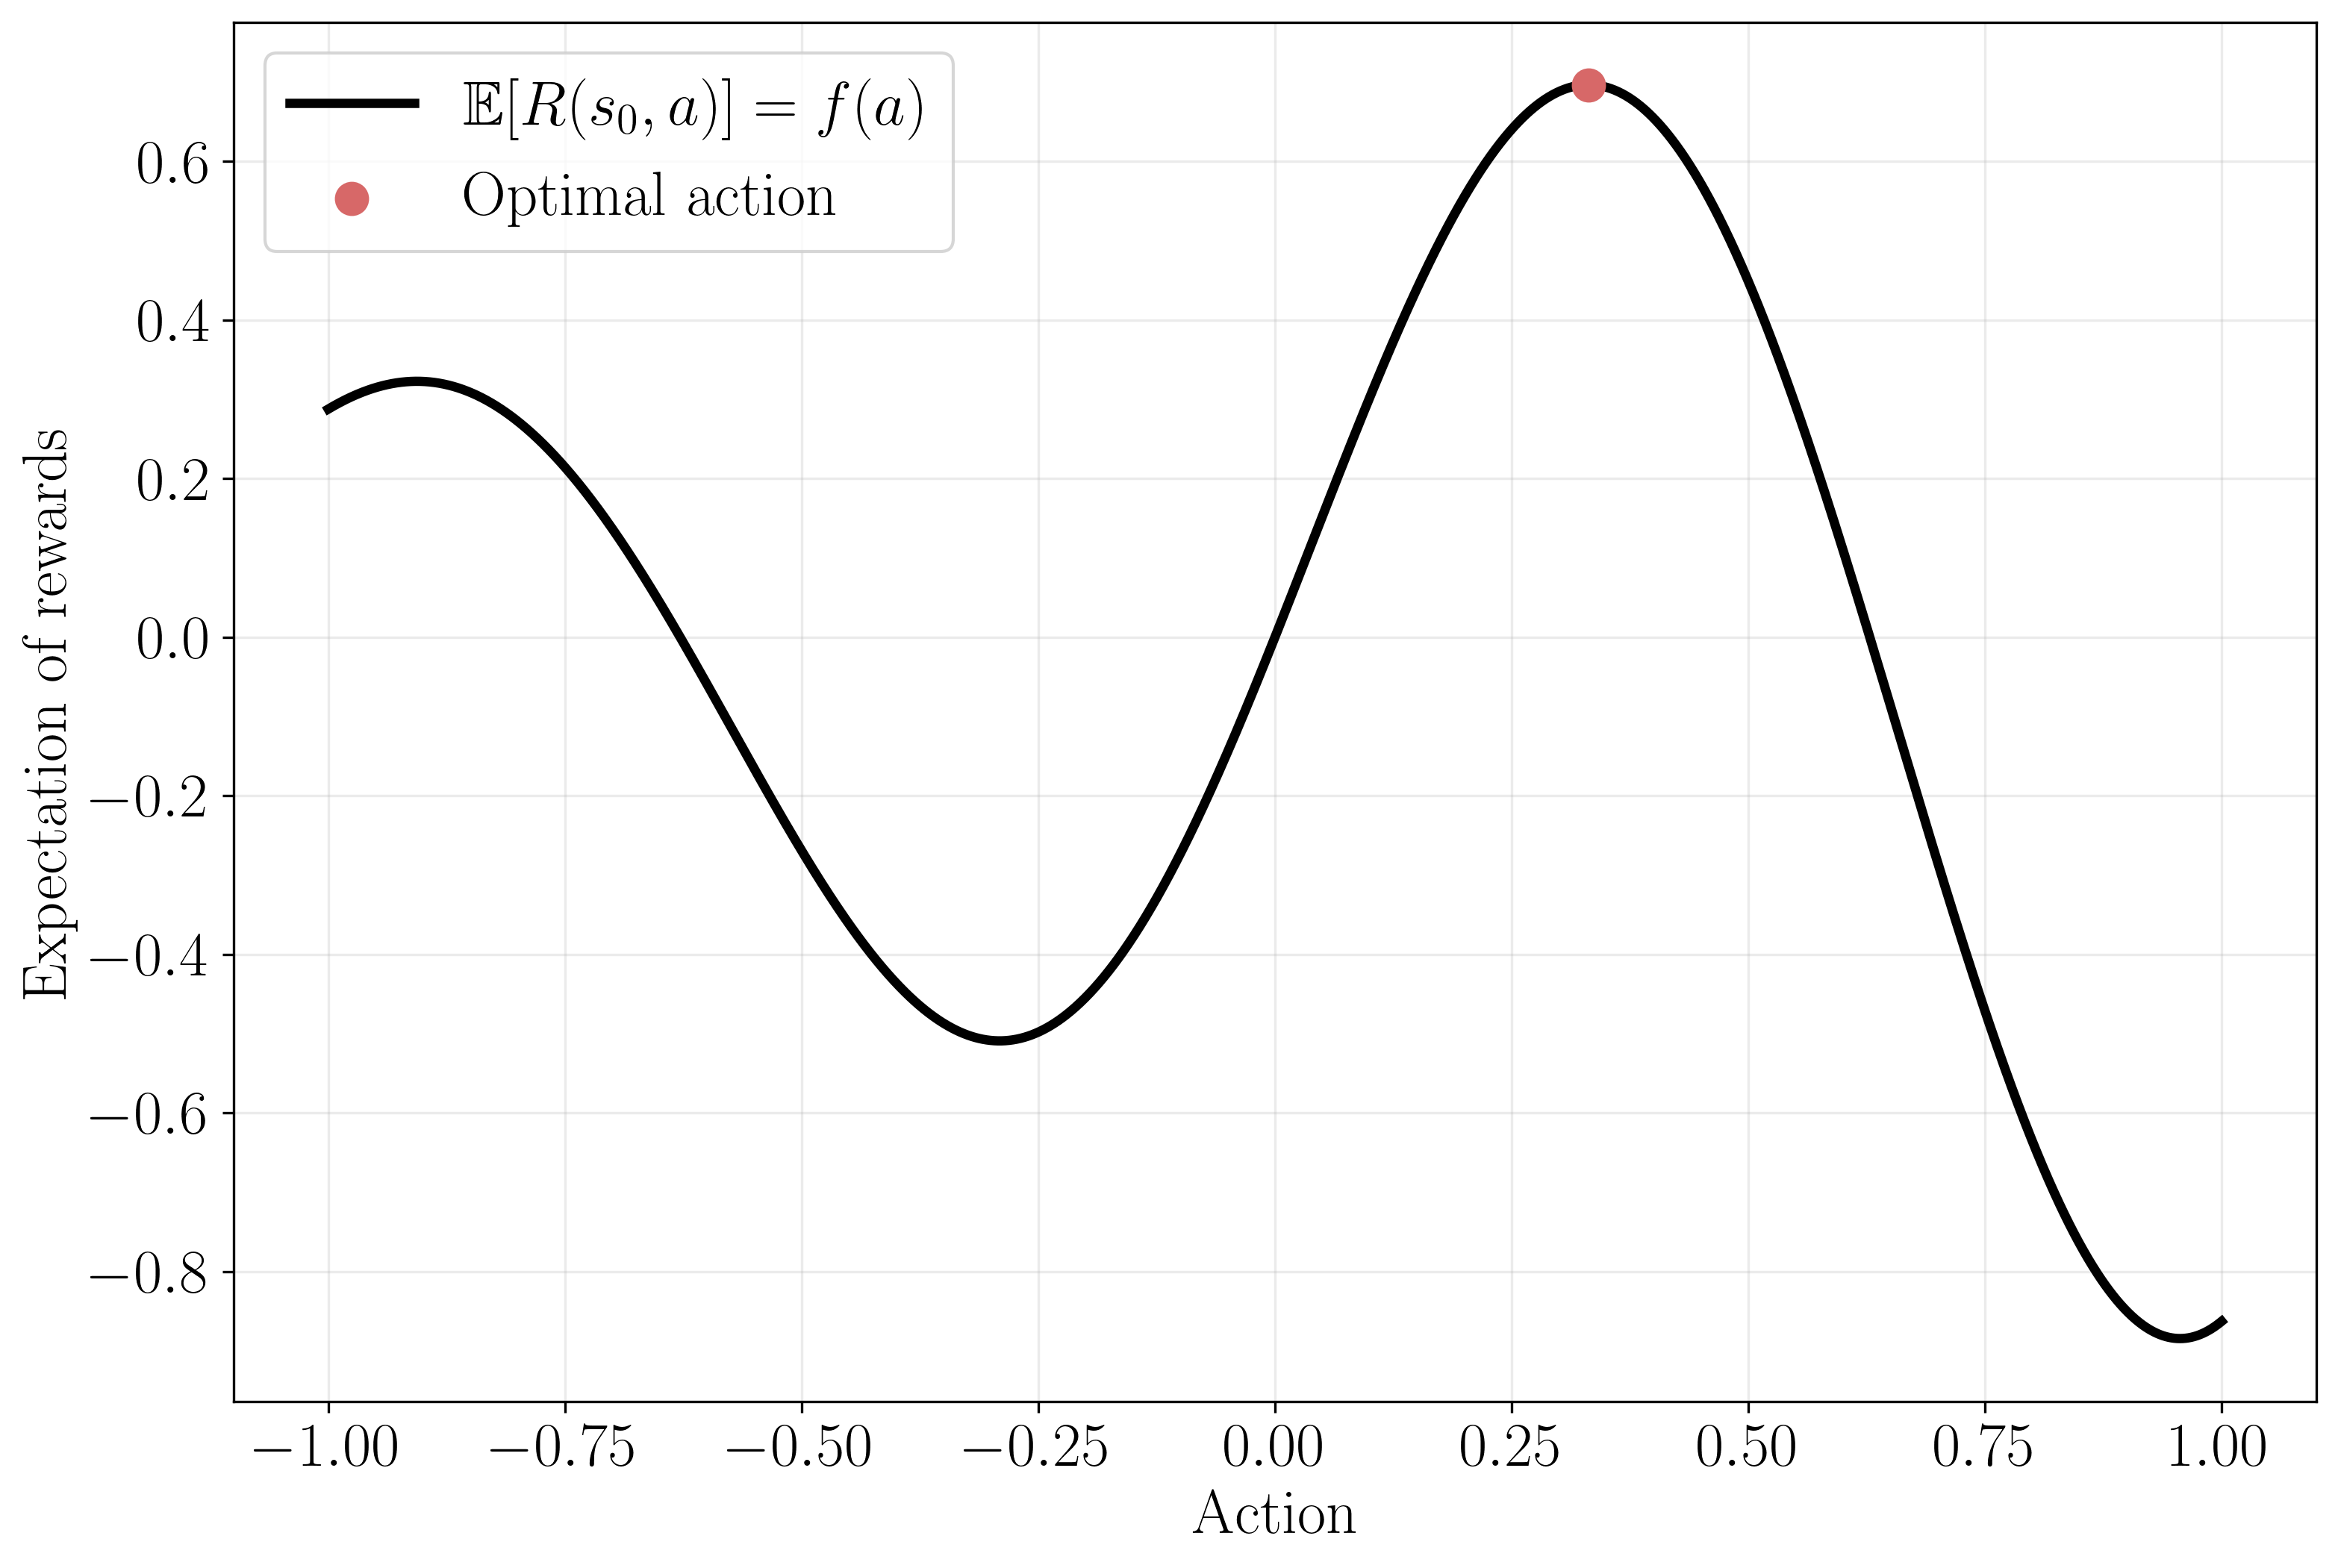 𝔼[R(s₀, a)] = f(a)
Optimal action
Expectation of rewards
0.6
0.4
0.2
0.0
−0.2
−0.4
−0.6
−0.8
−1.00 −0.75 −0.50 −0.25 0.00 0.25 0.50 0.75 1.00
Action